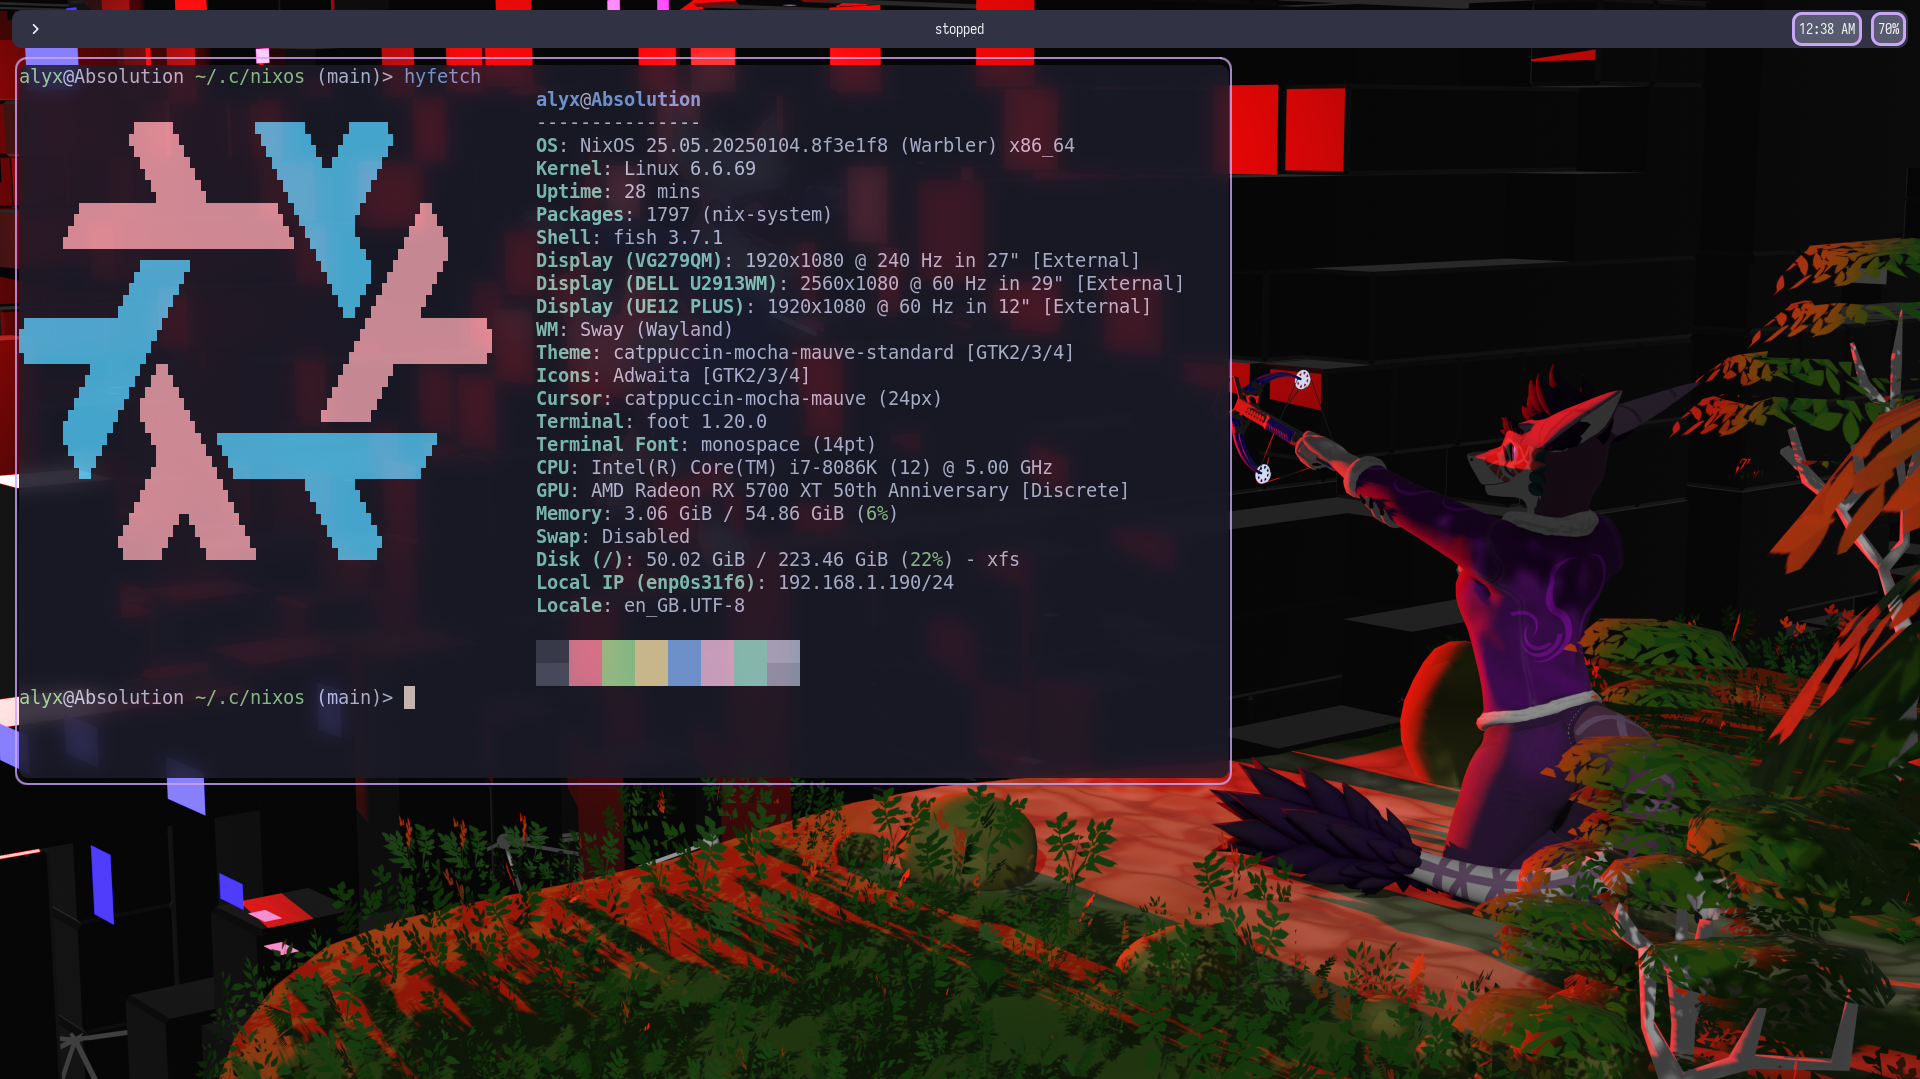 stopped
12:38 AM
70%
alyx@Absolution ~/.c/nixos (main)> hyfetch
alyx@Absolution
---------------
OS: NixOS 25.05.20250104.8f3e1f8 (Warbler) x86_64
Kernel: Linux 6.6.69
Uptime: 28 mins
Packages: 1797 (nix-system)
Shell: fish 3.7.1
Display (VG279QM): 1920x1080 @ 240 Hz in 27" [External]
Display (DELL U2913WM): 2560x1080 @ 60 Hz in 29" [External]
Display (UE12 PLUS): 1920x1080 @ 60 Hz in 12" [External]
WM: Sway (Wayland)
Theme: catppuccin-mocha-mauve-standard [GTK2/3/4]
Icons: Adwaita [GTK2/3/4]
Cursor: catppuccin-mocha-mauve (24px)
Terminal: foot 1.20.0
Terminal Font: monospace (14pt)
CPU: Intel(R) Core(TM) i7-8086K (12) @ 5.00 GHz
GPU: AMD Radeon RX 5700 XT 50th Anniversary [Discrete]
Memory: 3.06 GiB / 54.86 GiB (6%)
Swap: Disabled
Disk (/): 50.02 GiB / 223.46 GiB (22%) - xfs
Local IP (enp0s31f6): 192.168.1.190/24
Locale: en_GB.UTF-8
alyx@Absolution ~/.c/nixos (main)>